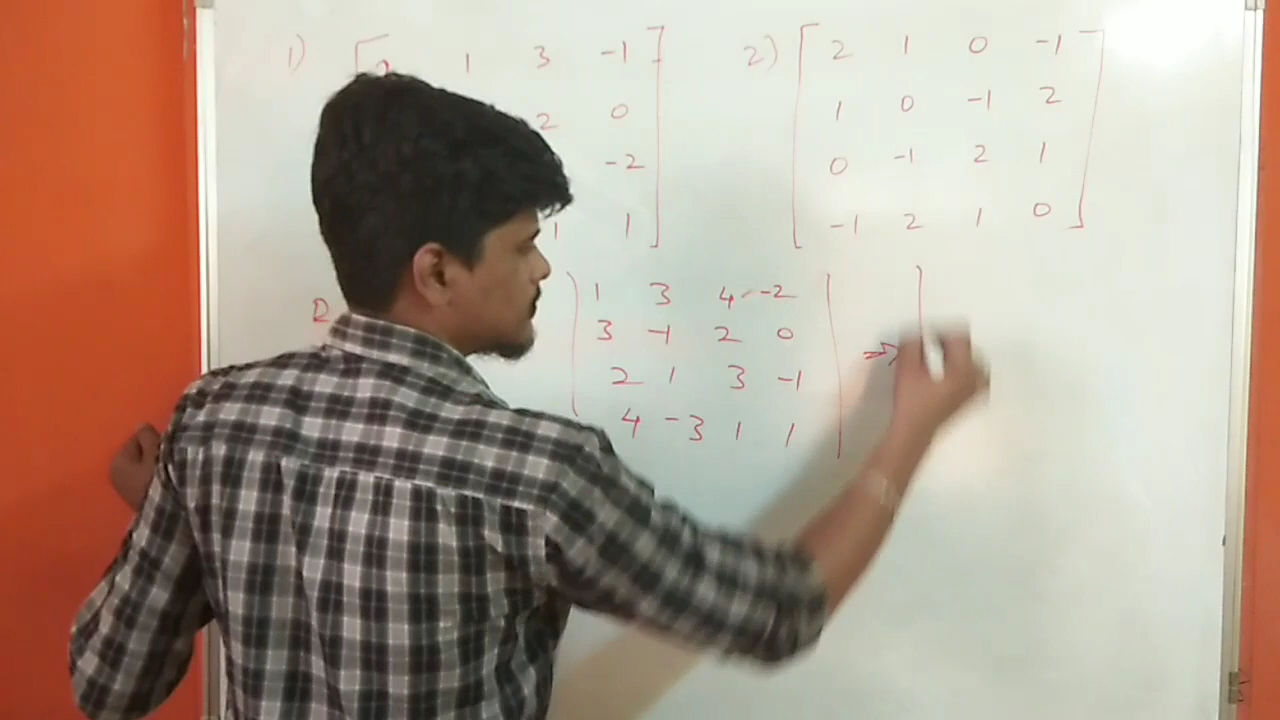 1) 2 1 3 -1
2 0
-2
1 1
2) 2 1 0 -1
1 0 -1 2
0 -1 2 1
-1 2 1 0
R
1 3 4 -2
3 -1 2 0
2 1 3 -1
4 -3 1 1
⇒